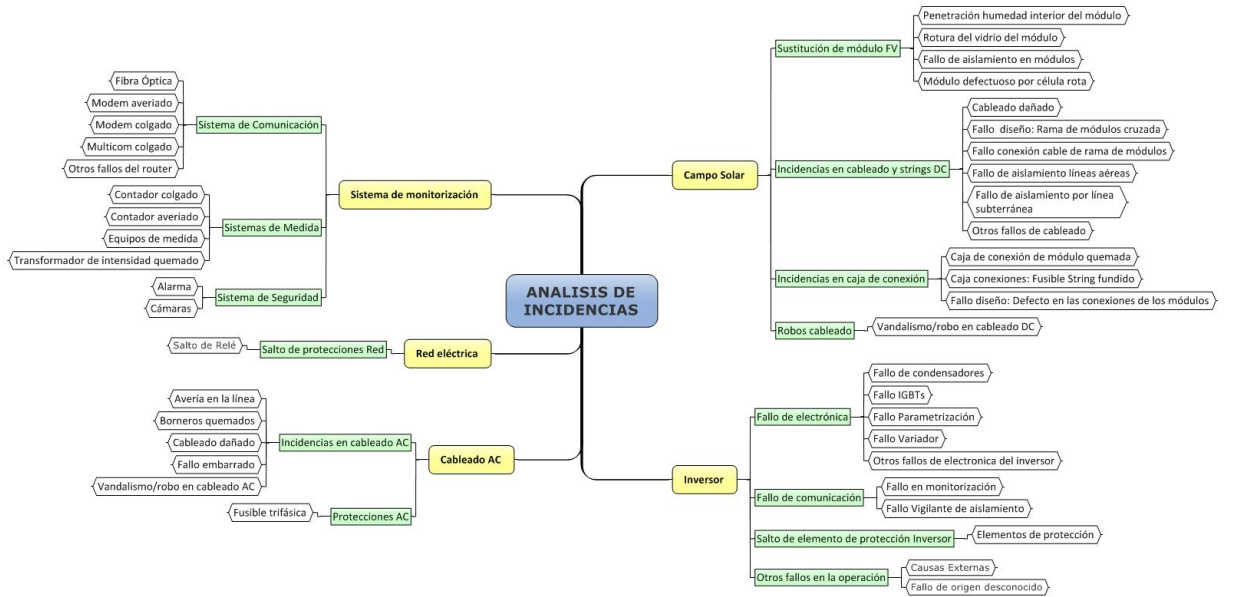 ANALISIS DE
INCIDENCIAS
Sistema de monitorización
Sistema de Comunicación
Fibra Óptica
Modem averiado
Modem colgado
Multicom colgado
Otros fallos del router
Sistemas de Medida
Contador colgado
Contador averiado
Equipos de medida
Transformador de intensidad quemado
Sistema de Seguridad
Alarma
Cámaras
Red eléctrica
Salto de protecciones Red
Salto de Relé
Cableado AC
Incidencias en cableado AC
Avería en la línea
Borneros quemados
Cableado dañado
Fallo embarrado
Vandalismo/robo en cableado AC
Protecciones AC
Fusible trifásica
Campo Solar
Sustitución de módulo FV
Penetración humedad interior del módulo
Rotura del vidrio del módulo
Fallo de aislamiento en módulos
Módulo defectuoso por célula rota
Incidencias en cableado y strings DC
Cableado dañado
Fallo diseño: Rama de módulos cruzada
Fallo conexión cable de rama de módulos
Fallo de aislamiento líneas aéreas
Fallo de aislamiento por línea
subterránea
Otros fallos de cableado
Incidencias en caja de conexión
Caja de conexión de módulo quemada
Caja conexiones: Fusible String fundido
Fallo diseño: Defecto en las conexiones de los módulos
Robos cableado
Vandalismo/robo en cableado DC
Inversor
Fallo de electrónica
Fallo de condensadores
Fallo IGBTs
Fallo Parametrización
Fallo Variador
Otros fallos de electronica del inversor
Fallo de comunicación
Fallo en monitorización
Fallo Vigilante de aislamiento
Salto de elemento de protección Inversor
Elementos de protección
Otros fallos en la operación
Causas Externas
Fallo de origen desconocido